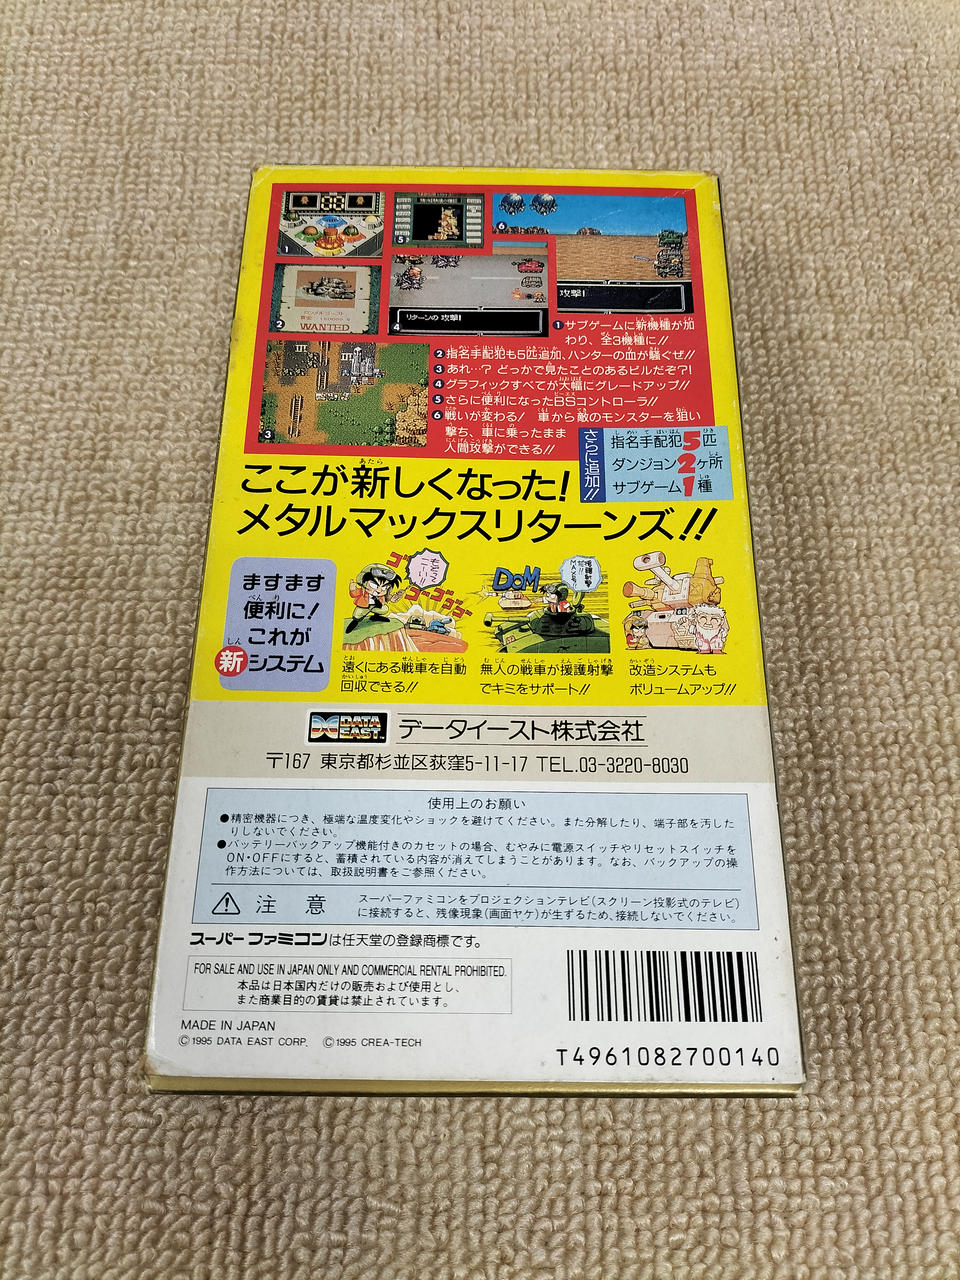 1
5
6
2
WANTED
4
リターンの 攻撃!
攻撃!
3
❶サブゲームに新機種が加
わり、全3機種に!!
❷指名手配犯も5匹追加、ハンターの血が騒ぐぜ!!
❸あれ…? どっかで見たことのあるビルだぞ?!
❹グラフィックすべてが大幅にグレードアップ!!
❺さらに便利になったBSコントローラ!!
❻戦いが変わる! 車から敵のモンスターを狙い
撃ち、車に乗ったまま
人間攻撃ができる!!
さらに追加!!
指名手配犯5匹
ダンジョン2ヶ所
サブゲーム1種
ここが新しくなった!
メタルマックスリターンズ!!
ますます
便利に!
これが
新システム
ゴゴーゴゴゴー
DOM
遠くにある戦車を自動
回収できる!!
無人の戦車が援護射撃
でキミをサポート!!
改造システムも
ボリュームアップ!!
DATA EAST
データイースト株式会社
〒167 東京都杉並区荻窪5-11-17 TEL.03-3220-8030
使用上のお願い
●精密機器につき、極端な温度変化やショックを避けてください。また分解したり、端子部を汚した
りしないでください。
●バッテリーバックアップ機能付きのカセットの場合、むやみに電源スイッチやリセットスイッチを
ON・OFFにすると、蓄積されている内容が消えてしまうことがあります。なお、バックアップの操
作方法については、取扱説明書をご参照ください。
注 意
スーパーファミコンをプロジェクションテレビ(スクリーン投影式のテレビ)
に接続すると、残像現象(画面ヤケ)が生ずるため、接続しないでください。
スーパーファミコンは任天堂の登録商標です。
FOR SALE AND USE IN JAPAN ONLY AND COMMERCIAL RENTAL PROHIBITED.
本品は日本国内だけの販売および使用とし、
また商業目的の賃貸は禁止されています。
MADE IN JAPAN
©1995 DATA EAST CORP. ©1995 CREA-TECH
T4961082700140